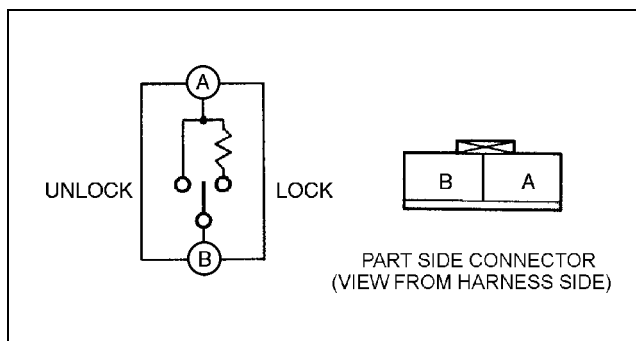 A
UNLOCK
LOCK
B
B
A
PART SIDE CONNECTOR
(VIEW FROM HARNESS SIDE)